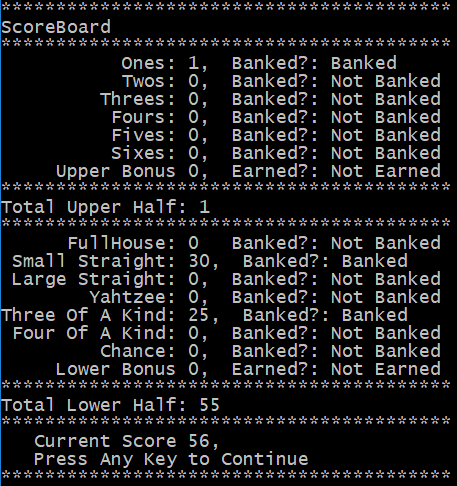 *****************************************
ScoreBoard
*****************************************
           Ones: 1,  Banked?: Banked
           Twos: 0,  Banked?: Not Banked
         Threes: 0,  Banked?: Not Banked
          Fours: 0,  Banked?: Not Banked
          Fives: 0,  Banked?: Not Banked
          Sixes: 0,  Banked?: Not Banked
     Upper Bonus 0,  Earned?: Not Earned
*****************************************
Total Upper Half: 1
*****************************************
      FullHouse: 0   Banked?: Not Banked
 Small Straight: 30,  Banked?: Banked
 Large Straight: 0,  Banked?: Not Banked
        Yahtzee: 0,  Banked?: Not Banked
Three Of A Kind: 25,  Banked?: Banked
 Four Of A Kind: 0,  Banked?: Not Banked
         Chance: 0,  Banked?: Not Banked
     Lower Bonus 0,  Earned?: Not Earned
*****************************************
Total Lower Half: 55
*****************************************
   Current Score 56,
   Press Any Key to Continue
*****************************************